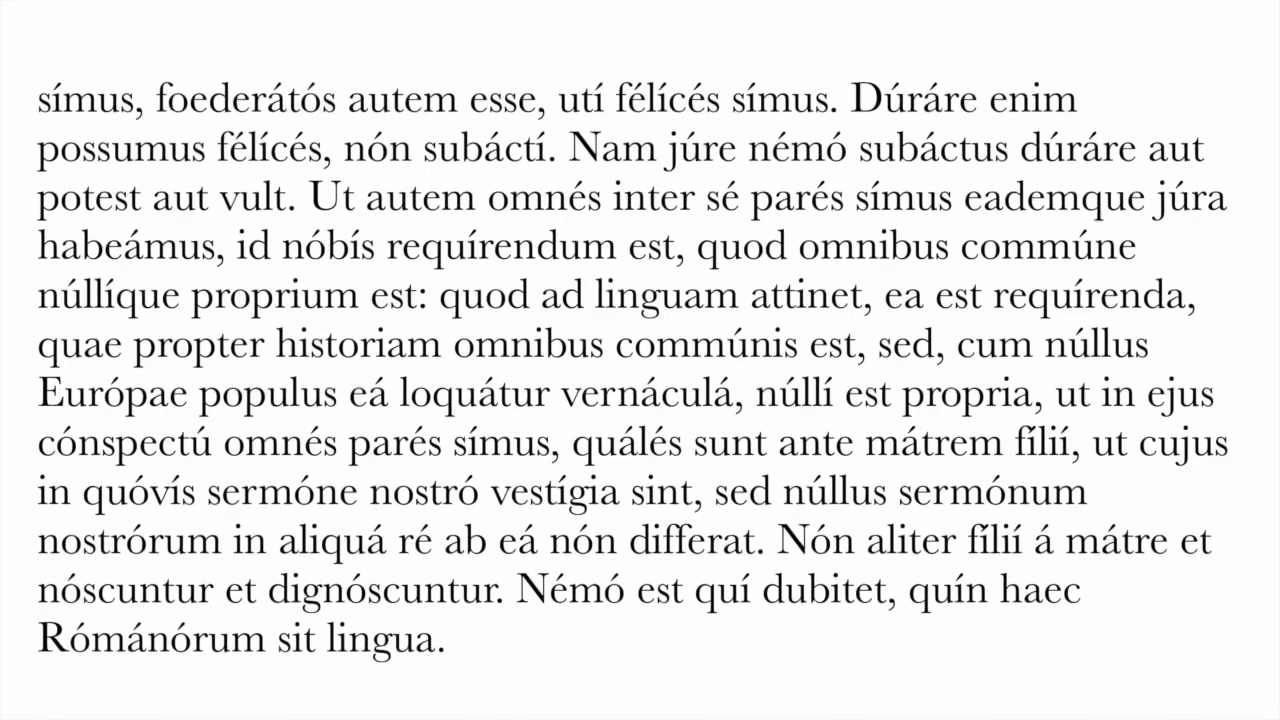 símus, foederátós autem esse, utí félícés símus. Dúráre enim
possumus félícés, nón subáctí. Nam júre némó subáctus dúráre aut
potest aut vult. Ut autem omnés inter sé parés símus eademque júra
habeámus, id nóbís requírendum est, quod omnibus commúne
núllíque proprium est: quod ad linguam attinet, ea est requírenda,
quae propter historiam omnibus commúnis est, sed, cum núllus
Európae populus eá loquátur vernáculá, núllí est propria, ut in ejus
cónspectú omnés parés símus, quálés sunt ante mátrem fílií, ut cujus
in quóvís sermóne nostró vestígia sint, sed núllus sermónum
nostrórum in aliquá ré ab eá nón differat. Nón aliter fílií á mátre et
nóscuntur et dignóscuntur. Némó est quí dubitet, quín haec
Rómánórum sit lingua.